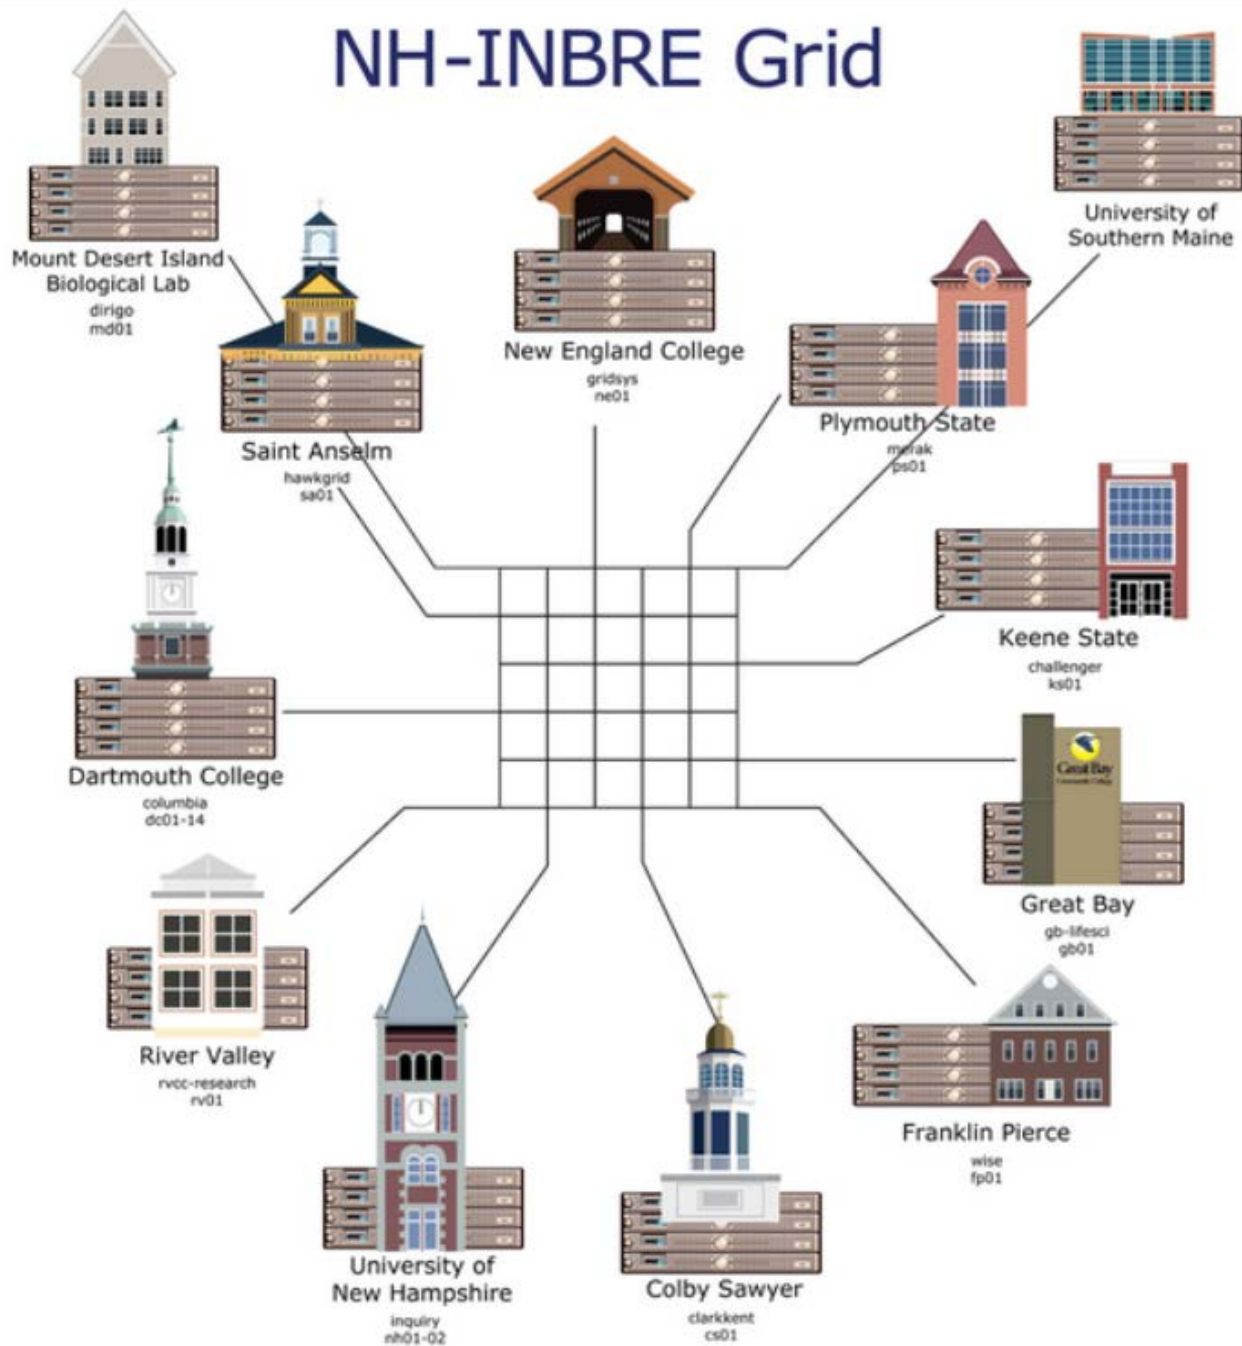 NH-INBRE Grid
Mount Desert Island
Biological Lab
dirigo
md01
University of
Southern Maine
New England College
gridsys
ne01
Plymouth State
merak
ps01
Saint Anselm
hawkgrid
sa01
Keene State
challenger
ks01
Dartmouth College
columbia
dc01-14
Great Bay
Great Bay
gb-lifesci
gb01
River Valley
rvcc-research
rv01
Franklin Pierce
wise
fp01
University of
New Hampshire
inquiry
nh01-02
Colby Sawyer
clarkkent
cs01